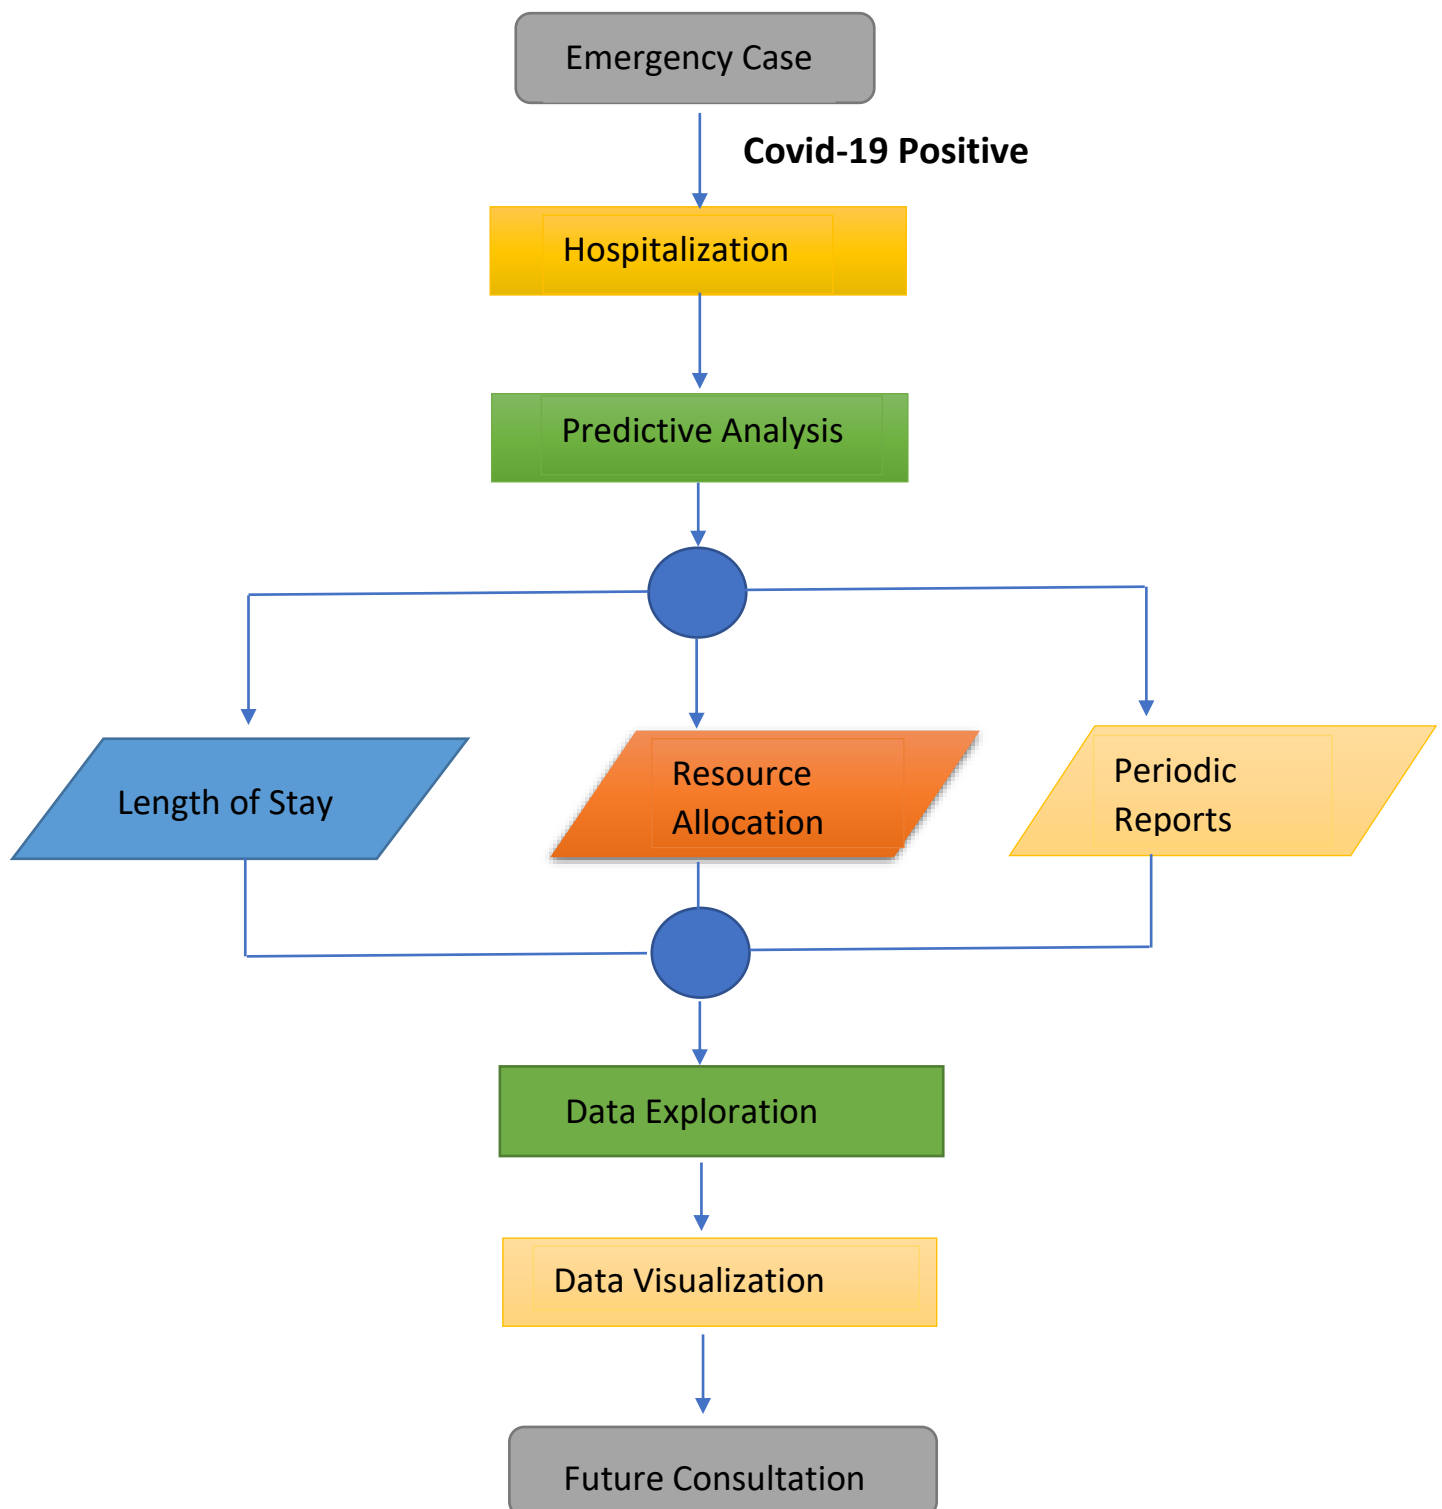 Emergency Case
Covid-19 Positive
Hospitalization
Predictive Analysis
Length of Stay
Resource
Allocation
Periodic
Reports
Data Exploration
Data Visualization
Future Consultation